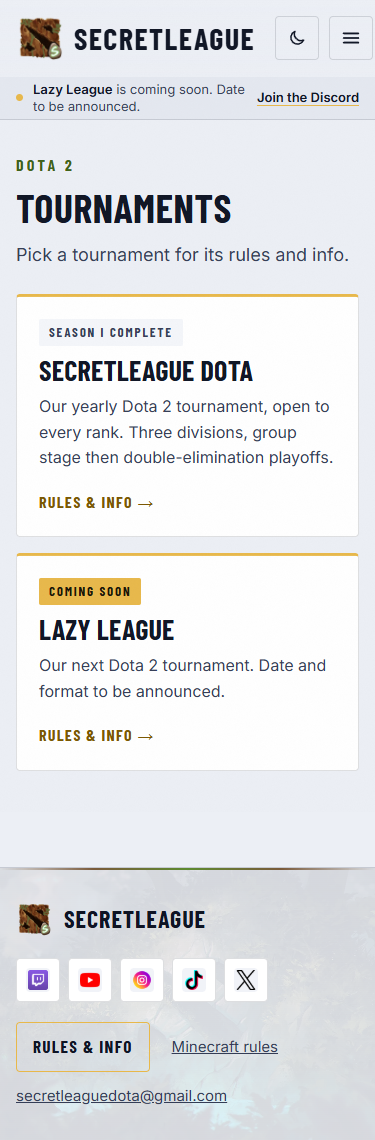 SECRETLEAGUE
Lazy League is coming soon. Date
to be announced.
Join the Discord
DOTA 2
TOURNAMENTS
Pick a tournament for its rules and info.
SEASON I COMPLETE
SECRETLEAGUE DOTA
Our yearly Dota 2 tournament, open to
every rank. Three divisions, group
stage then double-elimination playoffs.
RULES & INFO →
COMING SOON
LAZY LEAGUE
Our next Dota 2 tournament. Date and
format to be announced.
RULES & INFO →
SECRETLEAGUE
RULES & INFO
Minecraft rules
secretleaguedota@gmail.com